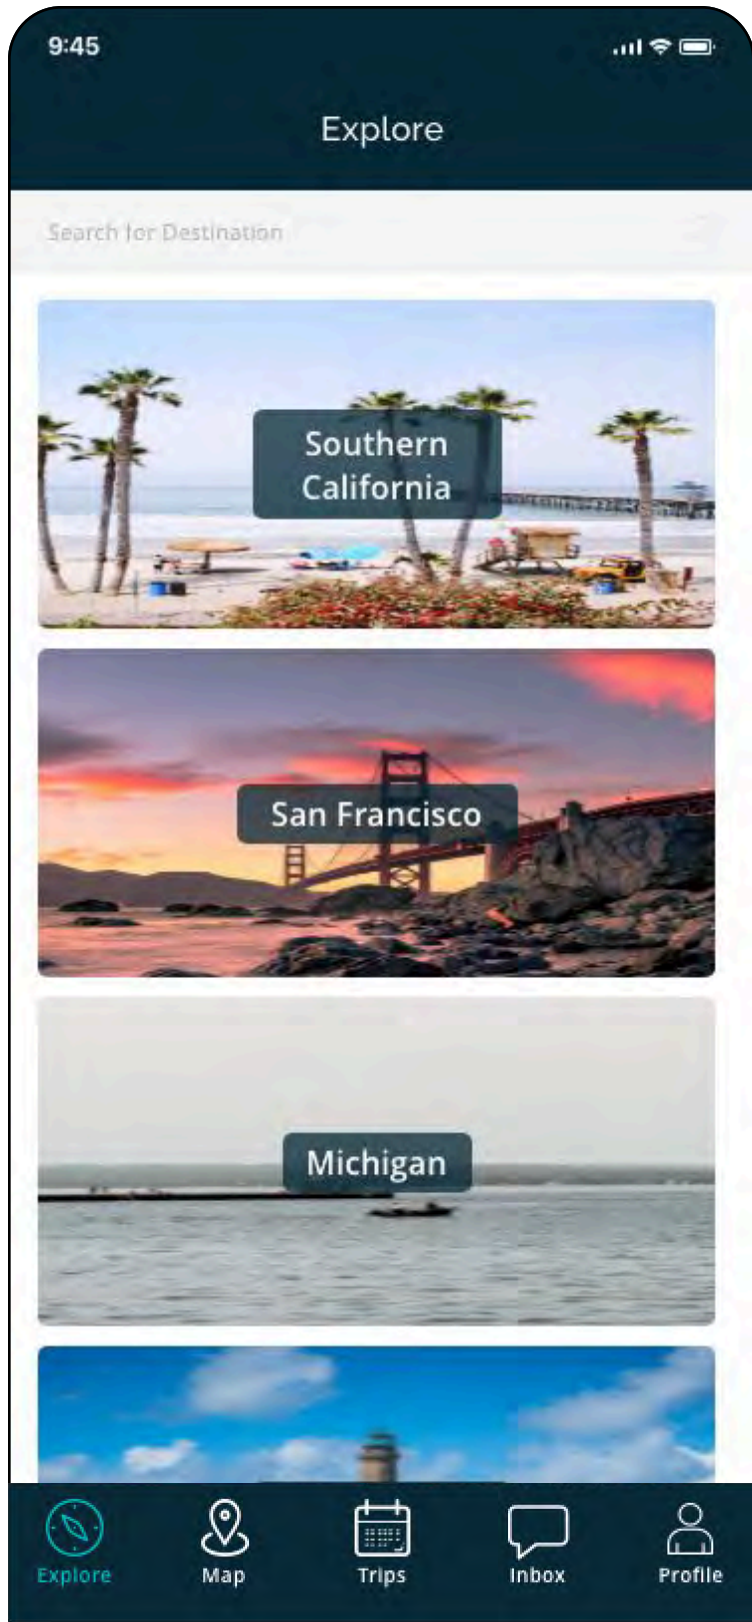 9:45
Explore
Search for Destination
Southern
California
San Francisco
Michigan
Explore
Map
Trips
Inbox
Profile